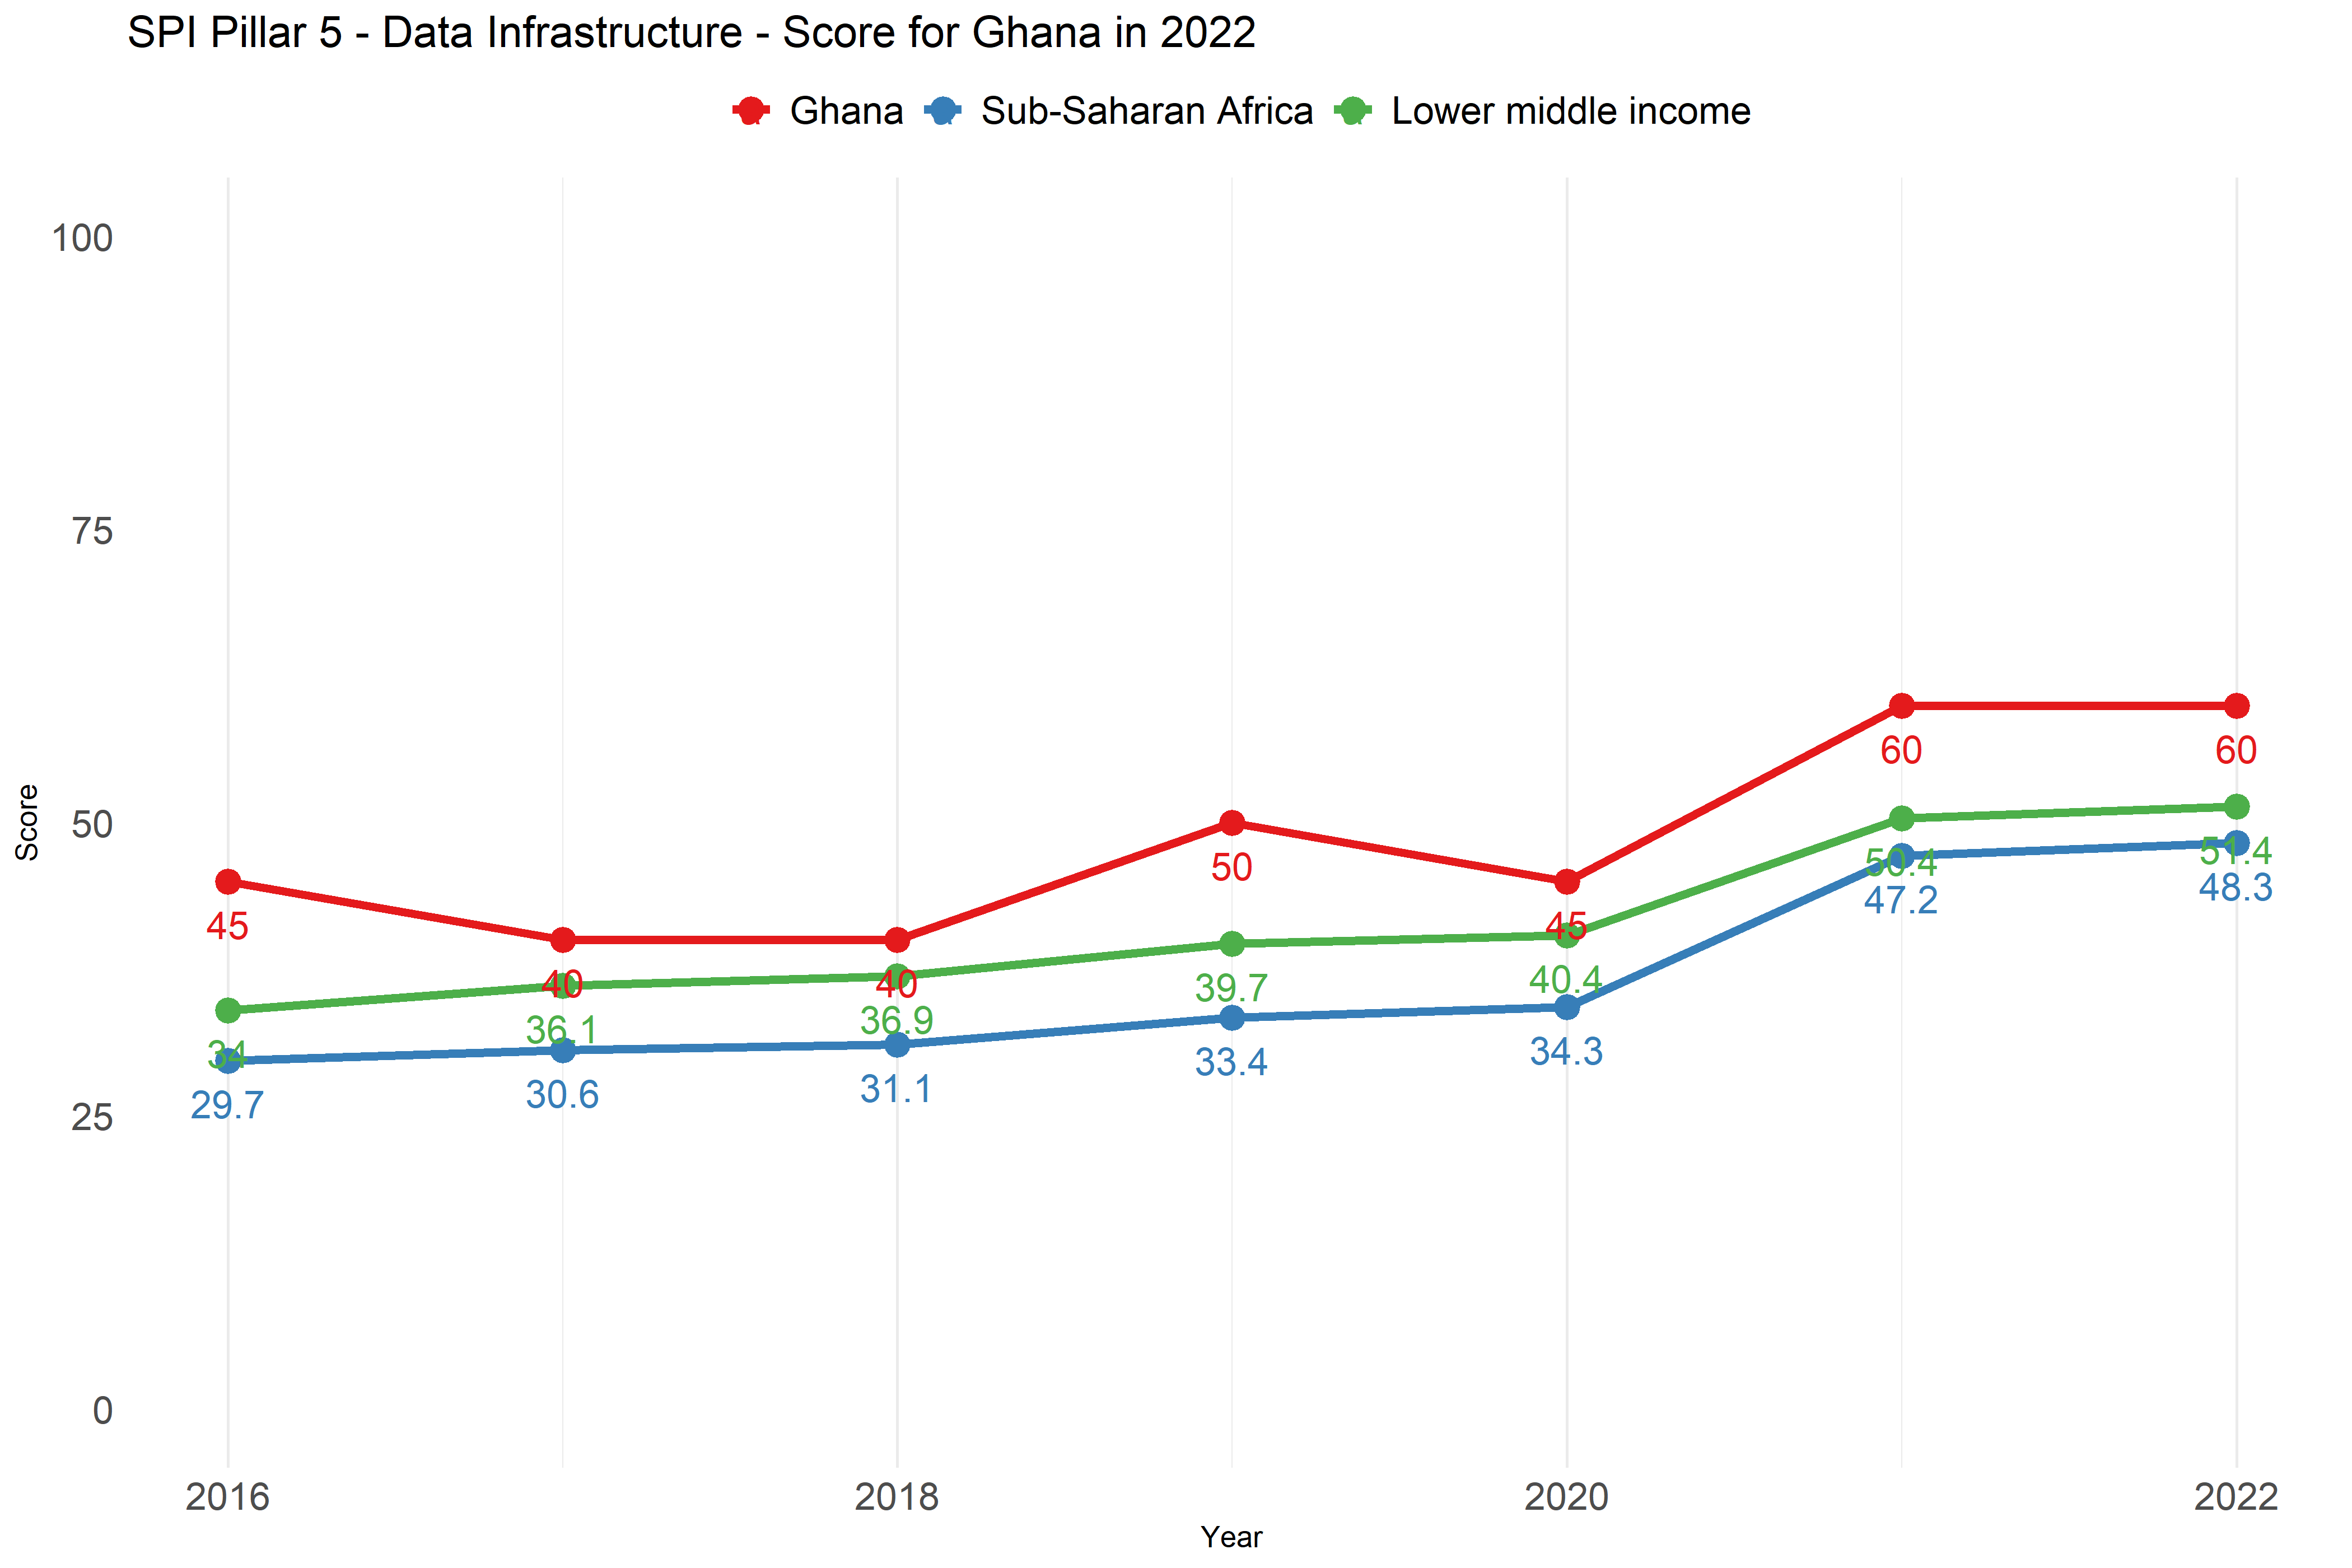 SPI Pillar 5 - Data Infrastructure - Score for Ghana in 2022
Ghana Sub-Saharan Africa Lower middle income
100
75
50
25
0
Score
45 40 40 50 45 60 60
34 36.1 36.9 39.7 40.4 50.4 51.4
29.7 30.6 31.1 33.4 34.3 47.2 48.3
2016 2018 2020 2022
Year